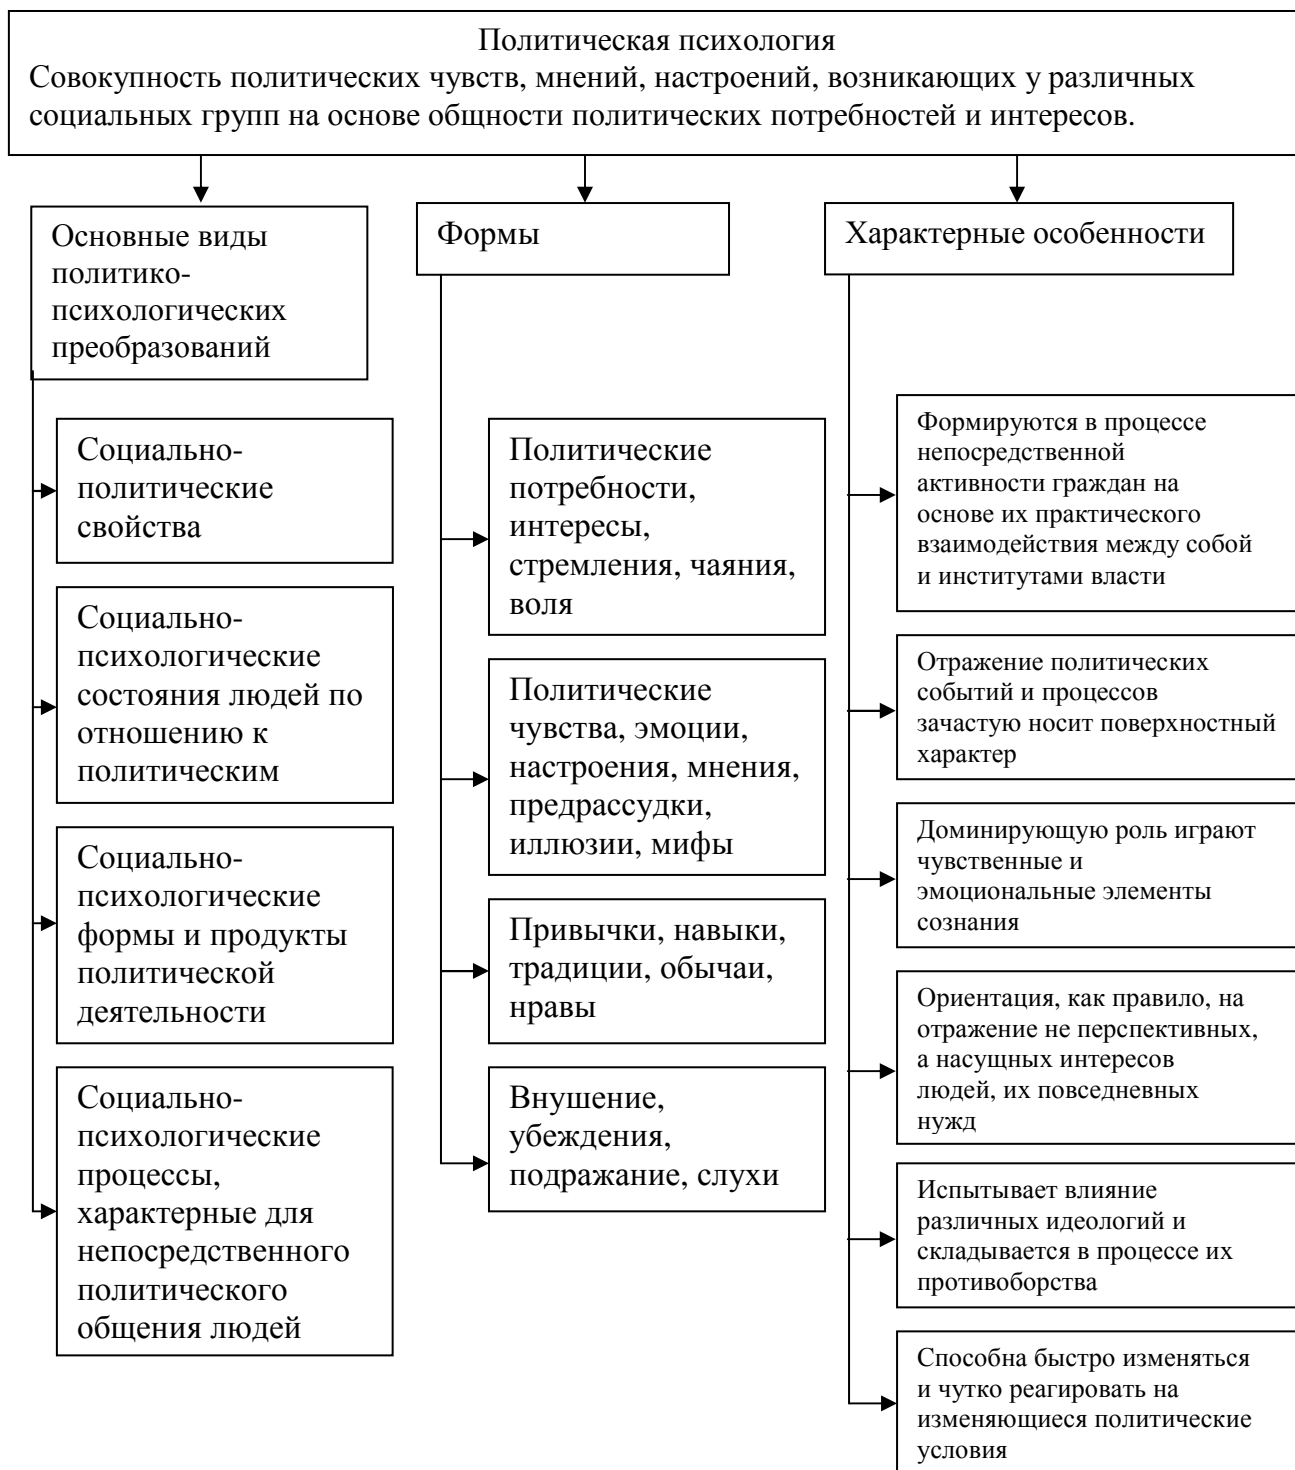 Политическая психология
Совокупность политических чувств, мнений, настроений, возникающих у различных
социальных групп на основе общности политических потребностей и интересов.
Основные виды
политико-
психологических
преобразований
Социально-
политические
свойства
Социально-
психологические
состояния людей по
отношению к
политическим
Социально-
психологические
формы и продукты
политической
деятельности
Социально-
психологические
процессы,
характерные для
непосредственного
политического
общения людей
Формы
Политические
потребности,
интересы,
стремления, чаяния,
воля
Политические
чувства, эмоции,
настроения, мнения,
предрассудки,
иллюзии, мифы
Привычки, навыки,
традиции, обычаи,
нравы
Внушение,
убеждения,
подражание, слухи
Характерные особенности
Формируются в процессе
непосредственной
активности граждан на
основе их практического
взаимодействия между собой
и институтами власти
Отражение политических
событий и процессов
зачастую носит поверхностный
характер
Доминирующую роль играют
чувственные и
эмоциональные элементы
сознания
Ориентация, как правило, на
отражение не перспективных,
а насущных интересов
людей, их повседневных
нужд
Испытывает влияние
различных идеологий и
складывается в процессе их
противоборства
Способна быстро изменяться
и чутко реагировать на
изменяющиеся политические
условия